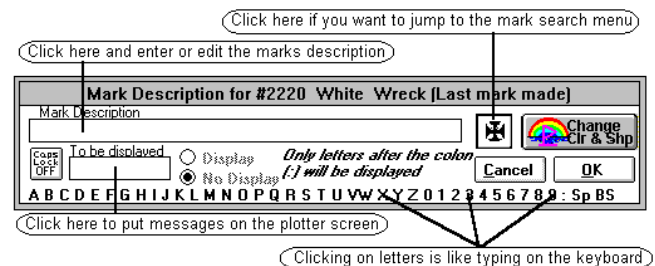 Click here if you want to jump to the mark search menu
Click here and enter or edit the marks description
Mark Description for #2220 White Wreck (Last mark made)
Mark Description
Change
Clr & Shp
Caps
Lock
OFF
To be displayed
Display
No Display
Only letters after the colon
(:) will be displayed
Cancel
OK
A B C D E F G H I J K L M N O P Q R S T U V W X Y Z 0 1 2 3 4 5 6 7 8 9 : Sp BS
Click here to put messages on the plotter screen
Clicking on letters is like typing on the keyboard